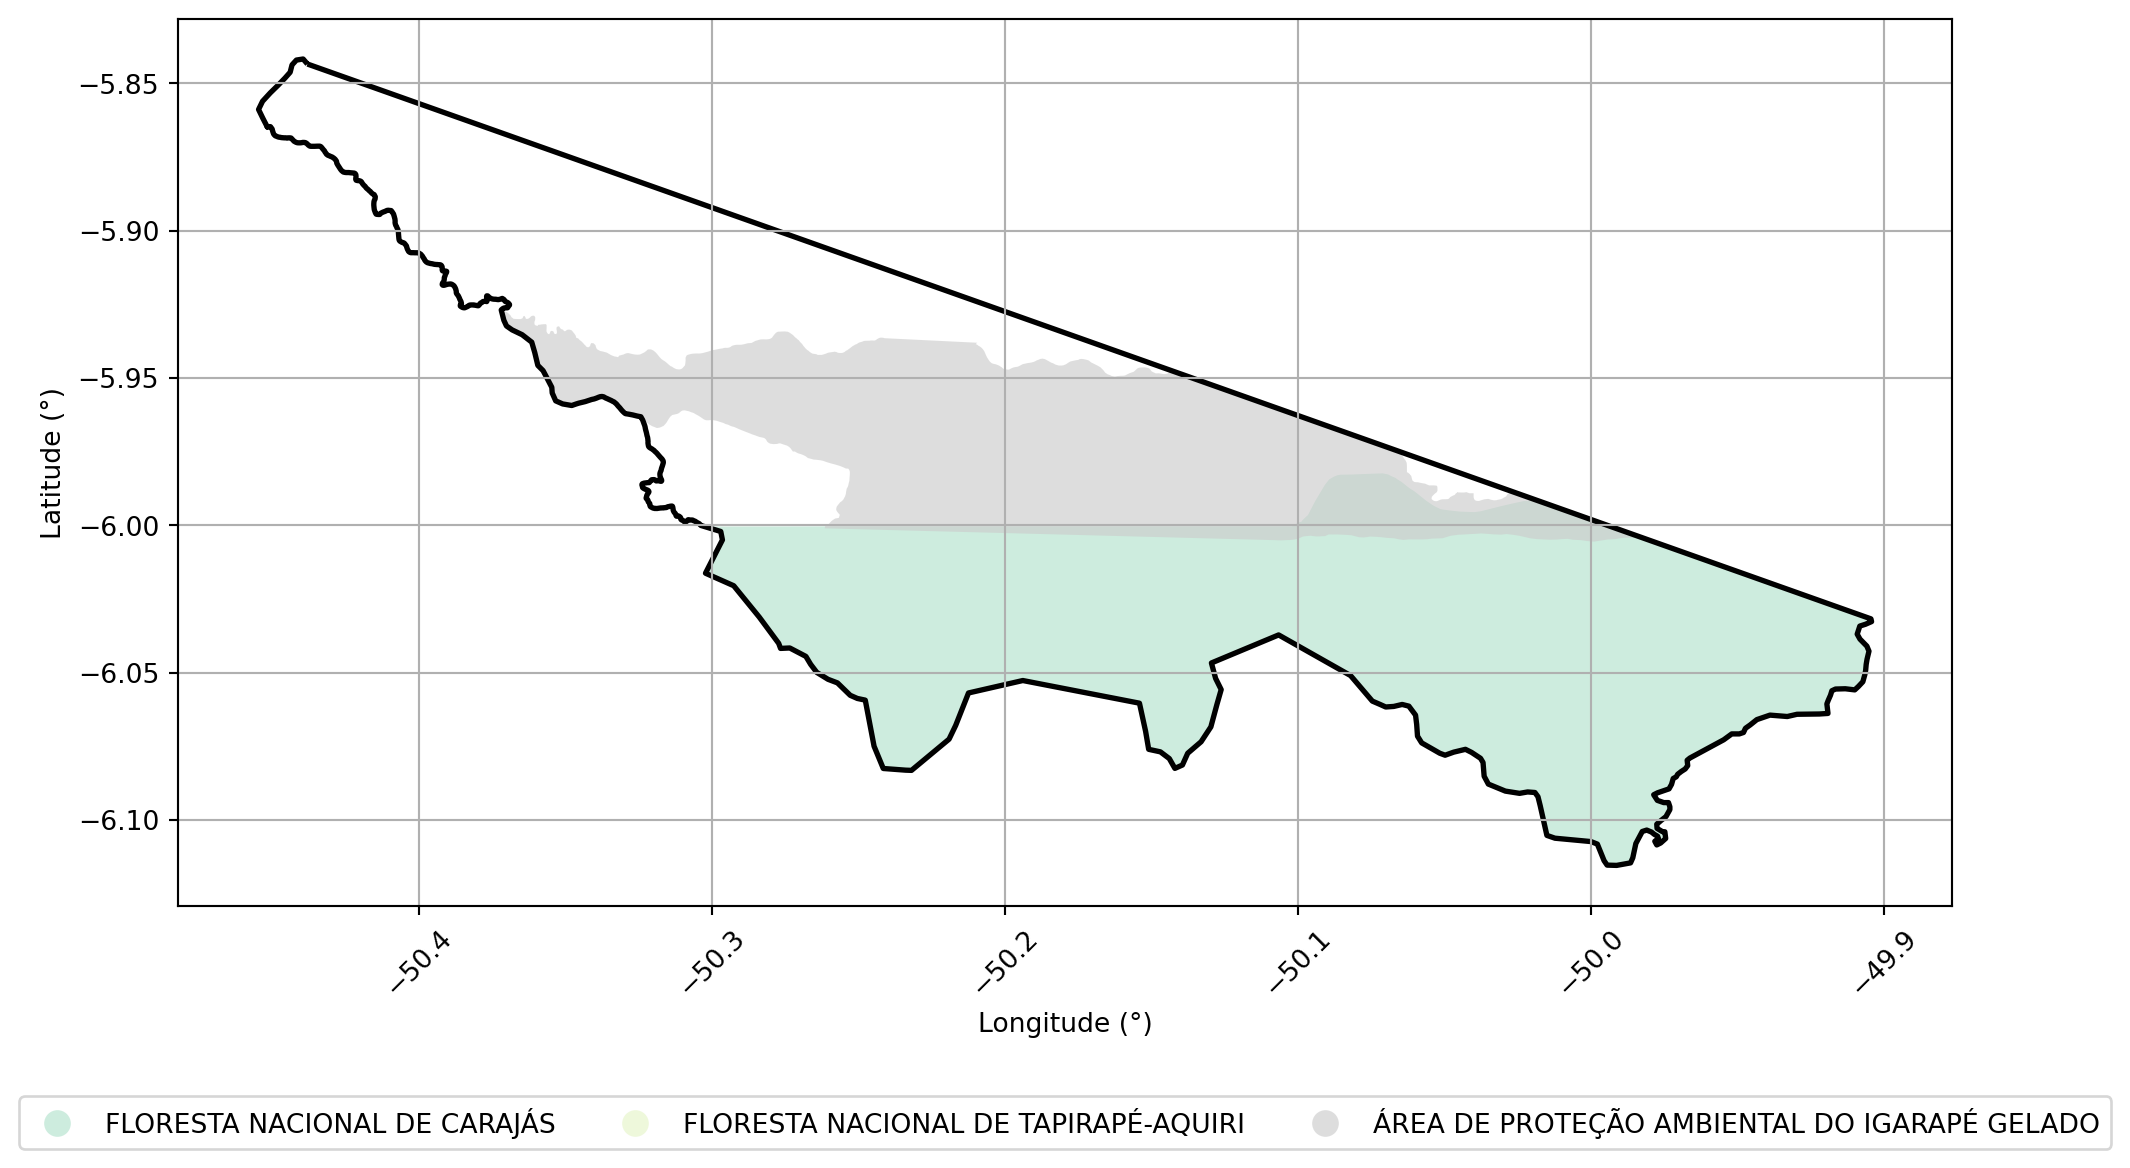 −5.85
−5.90
−5.95
−6.00
−6.05
−6.10
Latitude (°)
−50.4
−50.3
−50.2
−50.1
−50.0
−49.9
Longitude (°)
FLORESTA NACIONAL DE CARAJÁS
FLORESTA NACIONAL DE TAPIRAPÉ-AQUIRI
ÁREA DE PROTEÇÃO AMBIENTAL DO IGARAPÉ GELADO